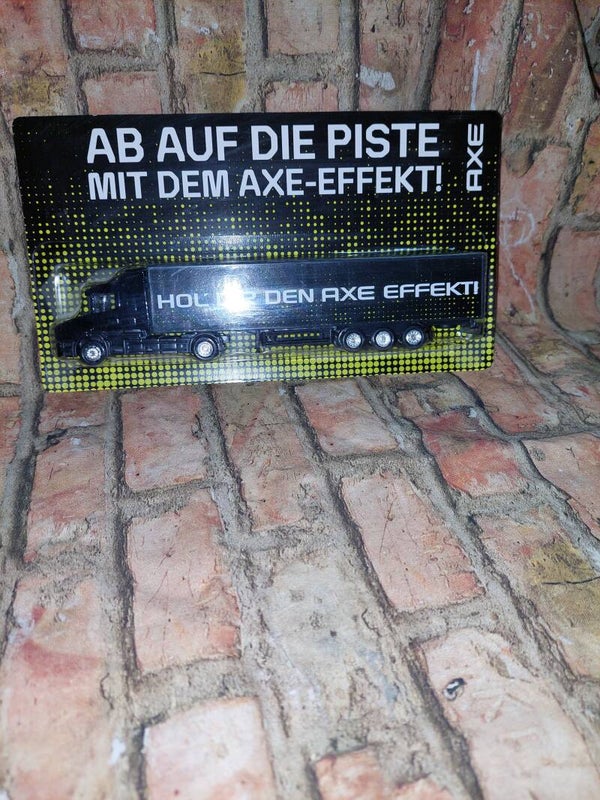 AB AUF DIE PISTE
MIT DEM AXE-EFFEKT!
AXE
HOL DEN AXE EFFEKT!